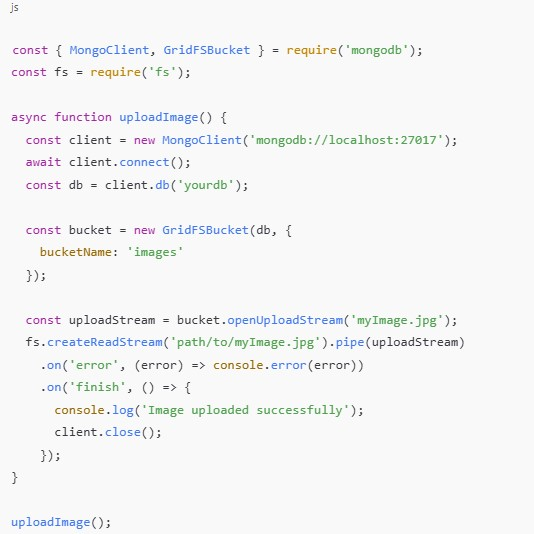 js
const { MongoClient, GridFSBucket } = require('mongodb');
const fs = require('fs');
async function uploadImage() {
  const client = new MongoClient('mongodb://localhost:27017');
  await client.connect();
  const db = client.db('yourdb');
  const bucket = new GridFSBucket(db, {
    bucketName: 'images'
  });
  const uploadStream = bucket.openUploadStream('myImage.jpg');
  fs.createReadStream('path/to/myImage.jpg').pipe(uploadStream)
    .on('error', (error) => console.error(error))
    .on('finish', () => {
      console.log('Image uploaded successfully');
      client.close();
    });
}
uploadImage();